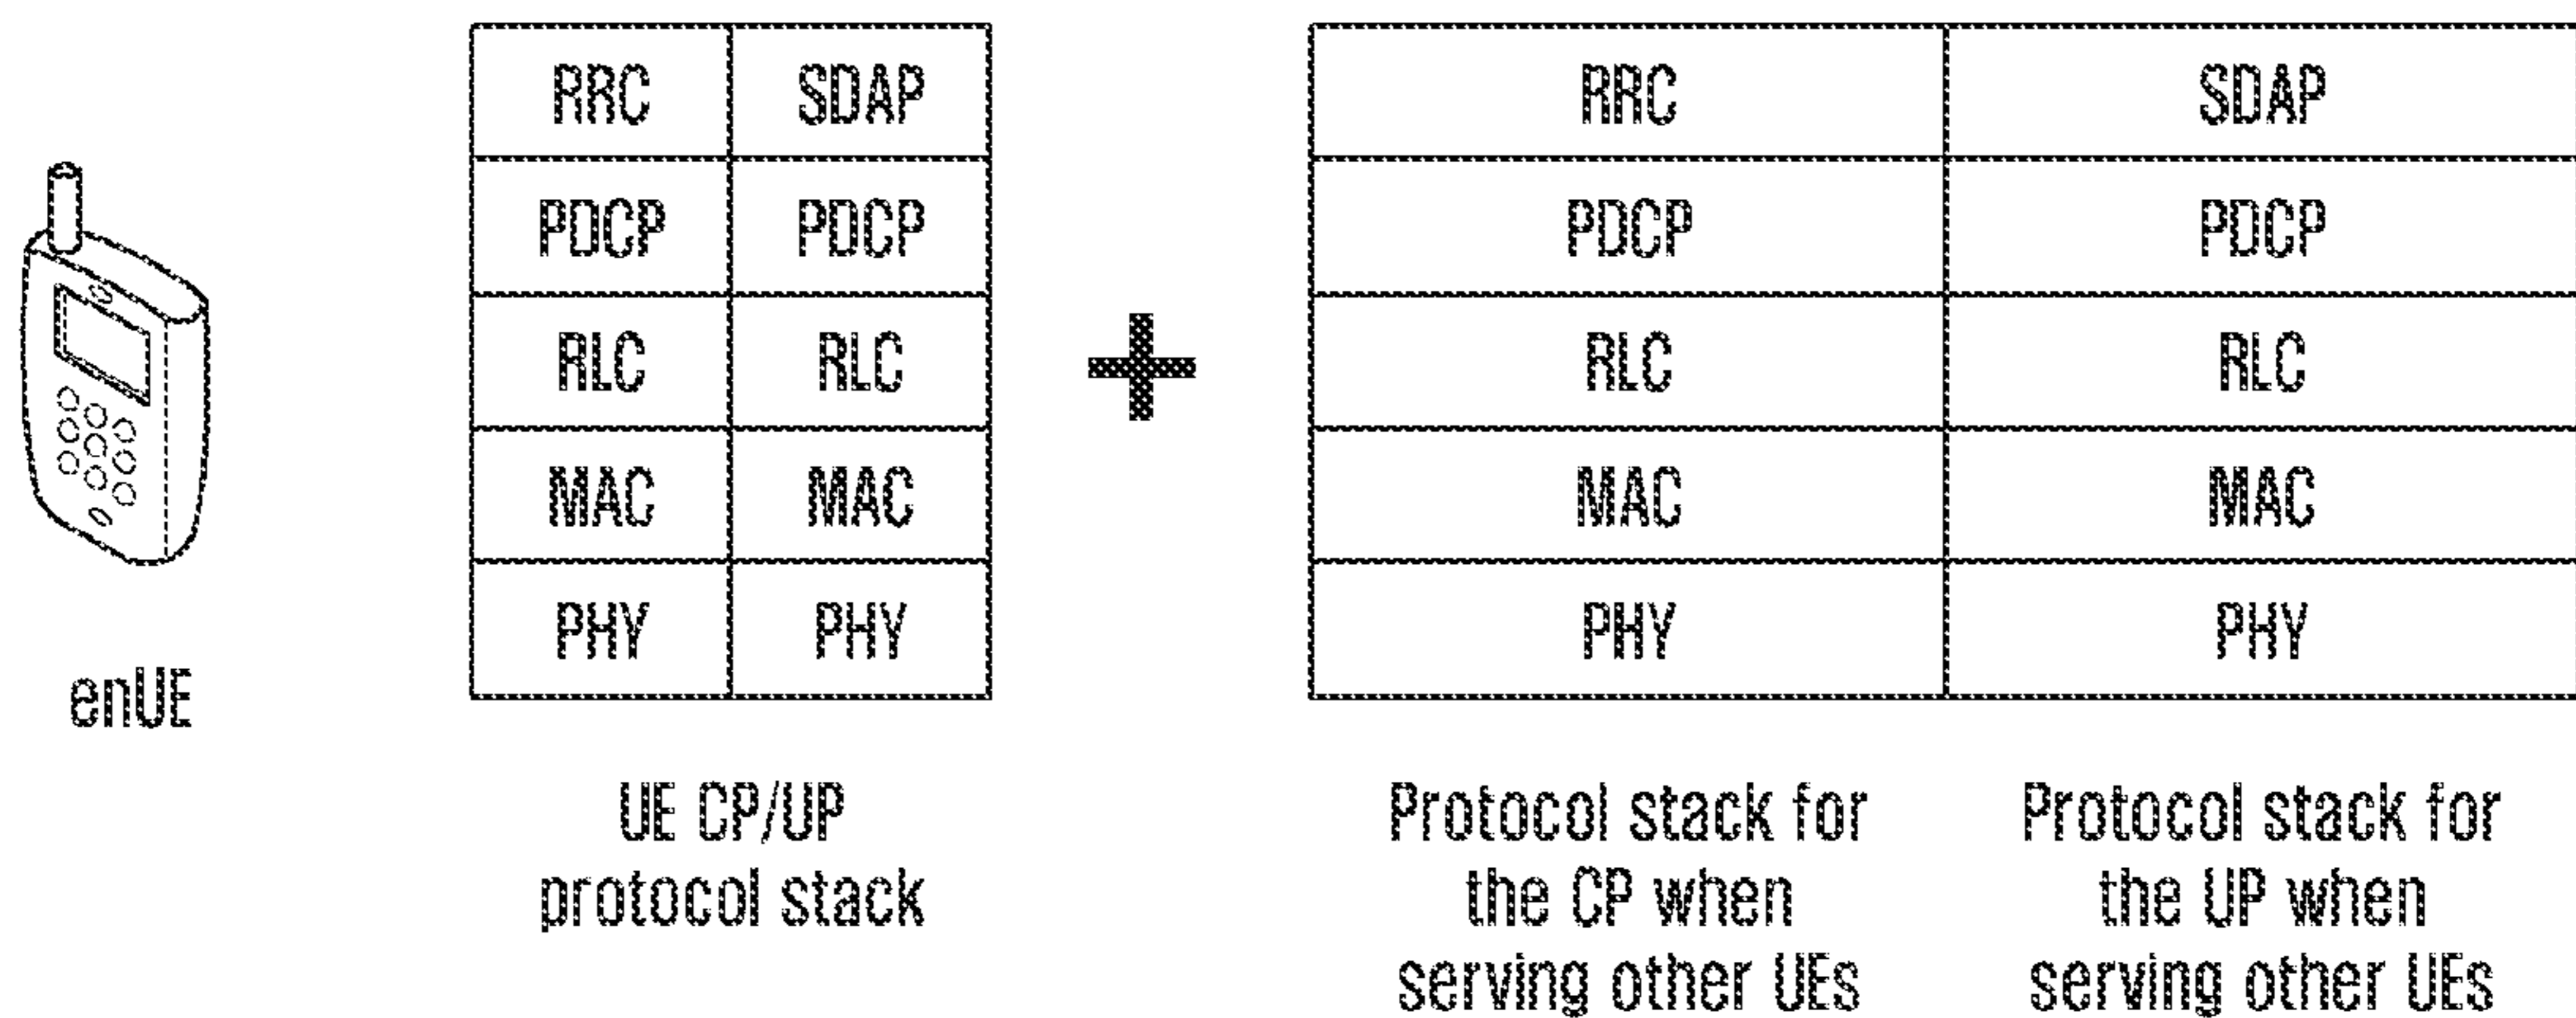 RRC SDAP RRC SDAP
PDCP PDCP PDCP PDCP
RLC RLC RLC RLC
MAC MAC MAC MAC
PHY PHY PHY PHY
enUE
UE CP/UP
protocol stack
Protocol stack for
the CP when
serving other UEs
Protocol stack for
the UP when
serving other UEs